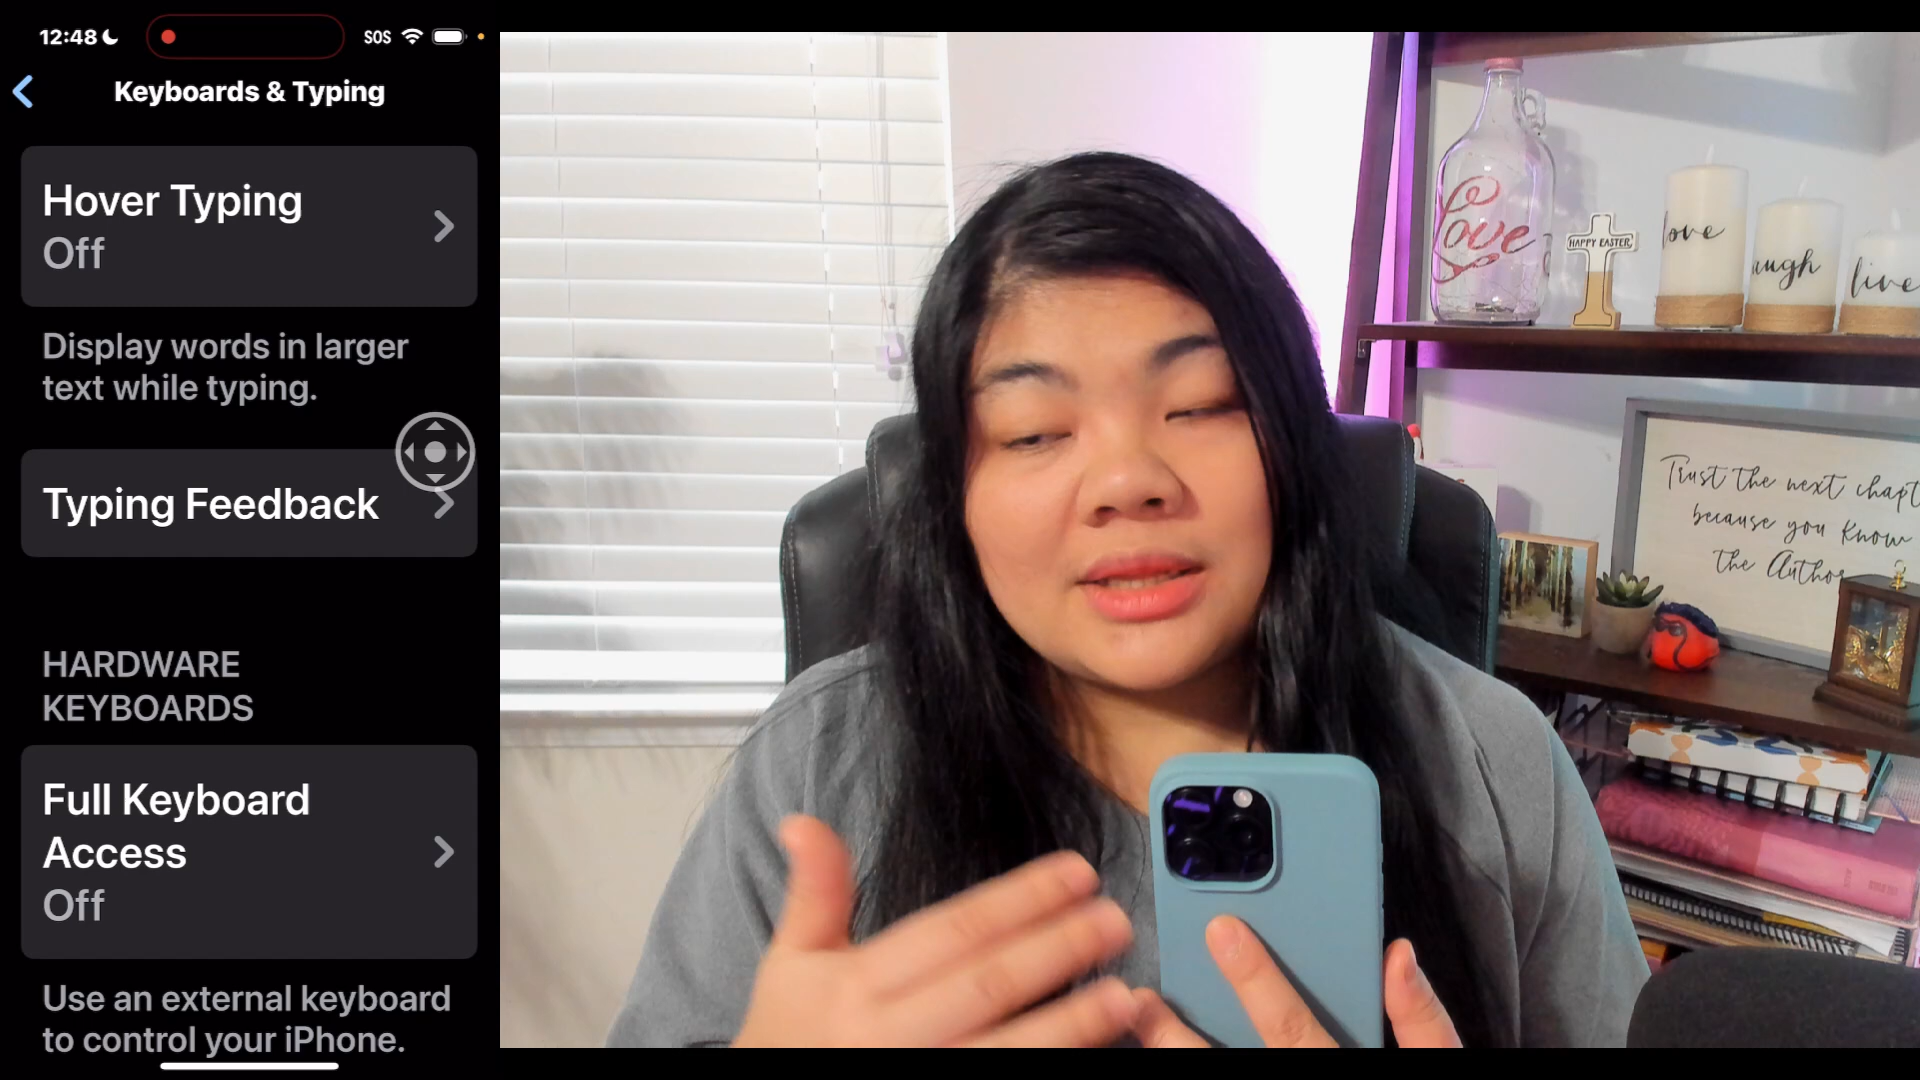 12:48
SOS
Keyboards & Typing
Hover Typing
Off
Display words in larger
text while typing.
Typing Feedback
HARDWARE
KEYBOARDS
Full Keyboard
Access
Off
Use an external keyboard
to control your iPhone.
Love
HAPPY EASTER
love
laugh
live
Trust the next chapt
because you know
the Author